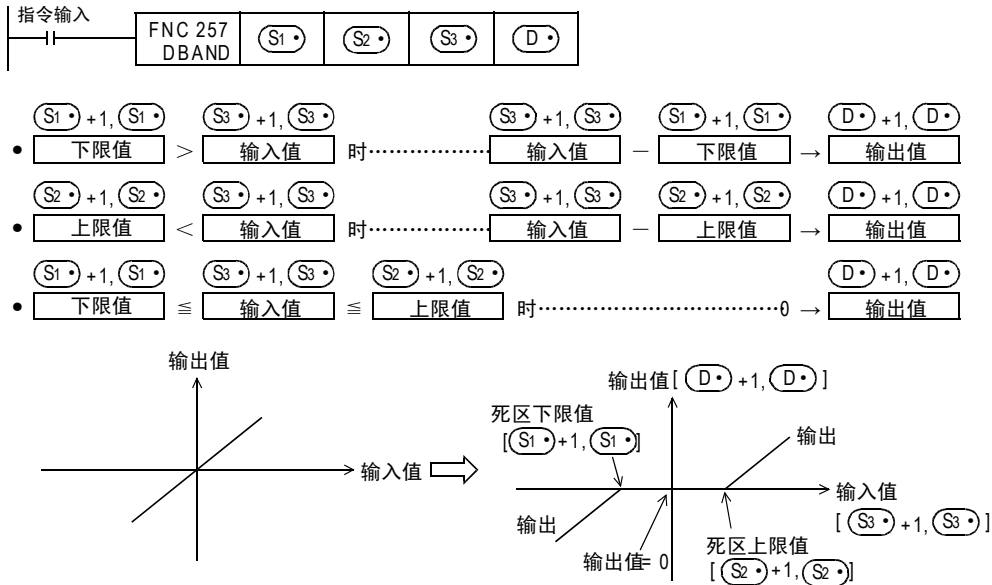 指令输入
FNC 257
DBAND
S1• S2• S3• D•
S1• +1, S1• S3• +1, S3• S3• +1, S3• S1• +1, S1• D• +1, D•
• 下限值 > 输入值 时……………… 输入值 − 下限值 → 输出值
S2• +1, S2• S3• +1, S3• S3• +1, S3• S2• +1, S2• D• +1, D•
• 上限值 < 输入值 时……………… 输入值 − 上限值 → 输出值
S1• +1, S1• S3• +1, S3• S2• +1, S2• D• +1, D•
• 下限值 ≦ 输入值 ≦ 上限值 时………………………………0 → 输出值
输出值
输入值
输出值[ D• +1, D• ]
死区下限值
[S1• +1, S1•]
输出
输入值
[ S3• +1, S3• ]
输出
输出值= 0
死区上限值
[ S2• +1, S2•]